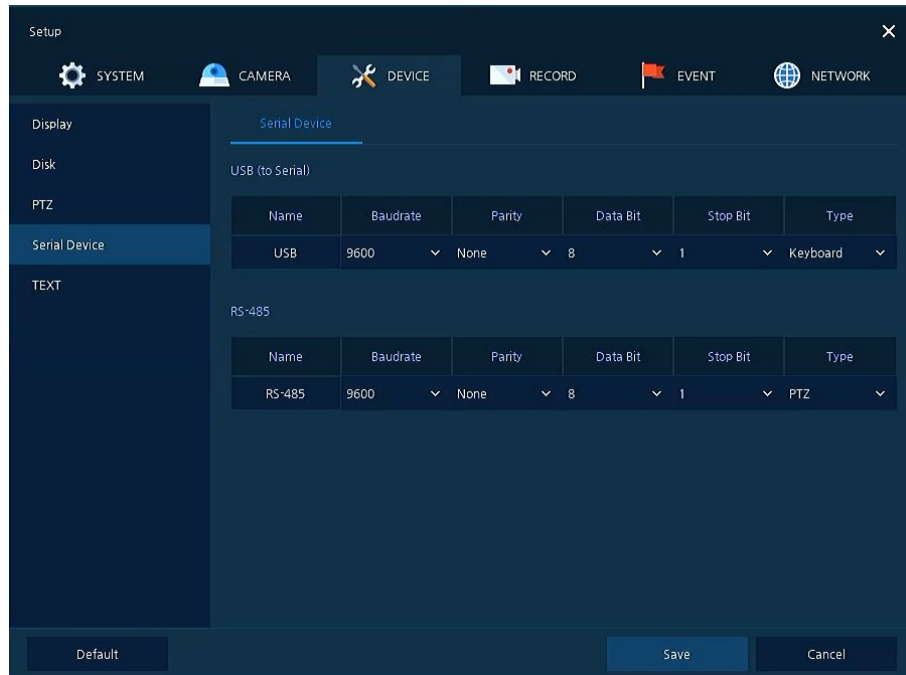 Setup
SYSTEM CAMERA DEVICE RECORD EVENT NETWORK
Display
Disk
PTZ
Serial Device
TEXT
Serial Device
USB (to Serial)
Name Baudrate Parity Data Bit Stop Bit Type
USB 9600 None 8 1 Keyboard
RS-485
Name Baudrate Parity Data Bit Stop Bit Type
RS-485 9600 None 8 1 PTZ
Default Save Cancel